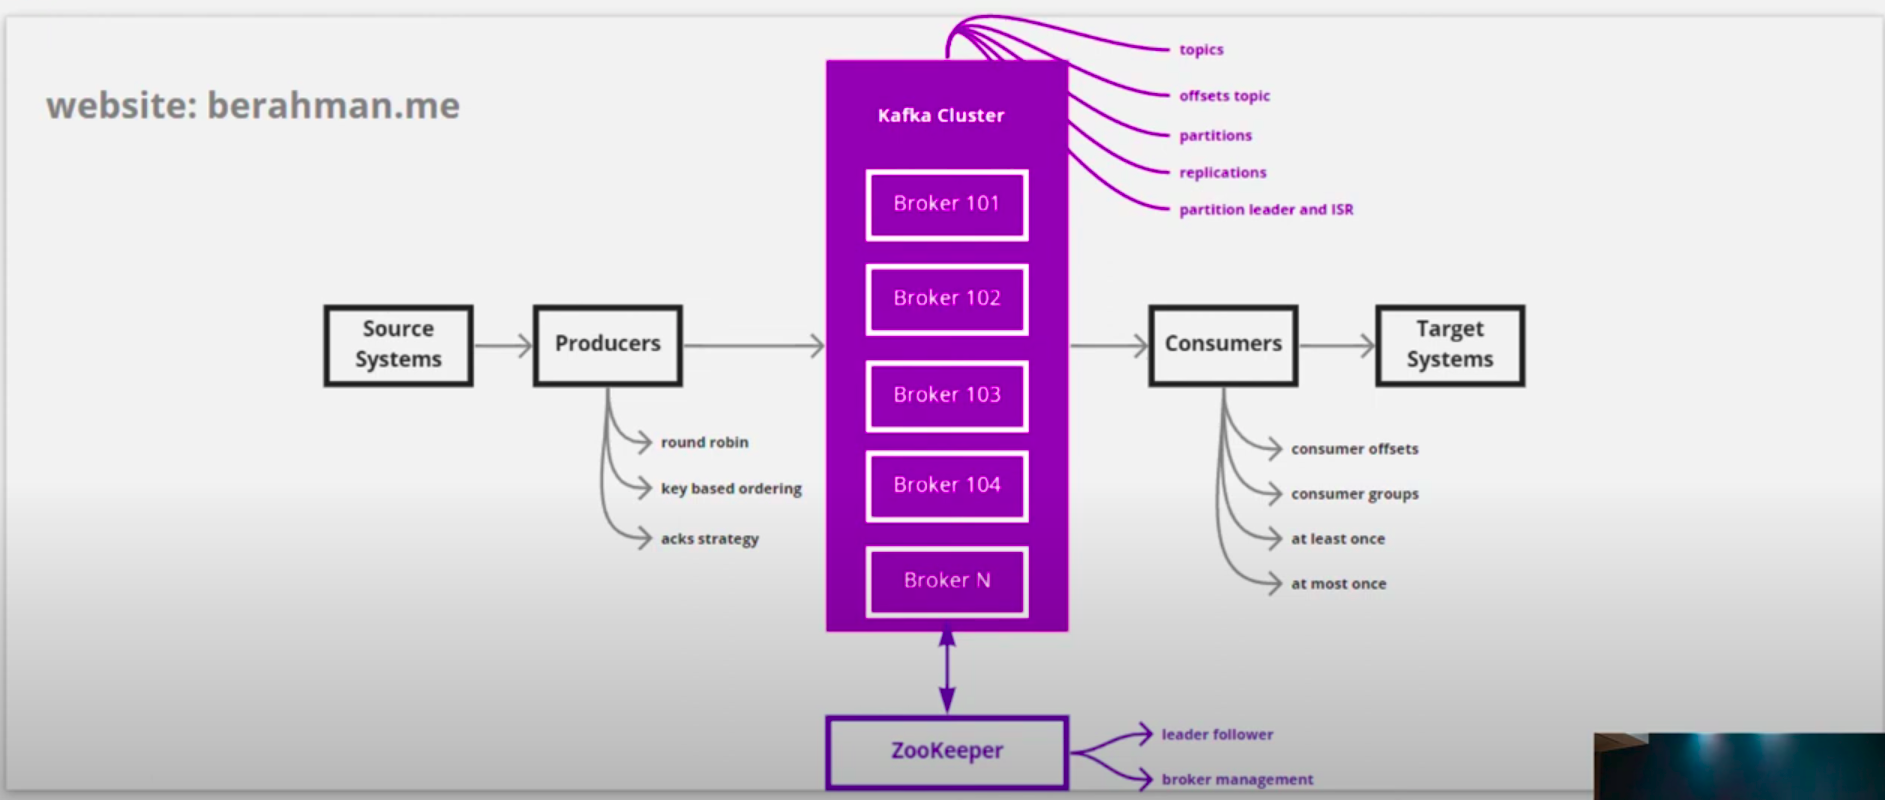 website: berahman.me
topics
offsets topic
partitions
replications
partition leader and ISR
Kafka Cluster
Broker 101
Broker 102
Broker 103
Broker 104
Broker N
Source
Systems
Producers
round robin
key based ordering
acks strategy
Consumers
consumer offsets
consumer groups
at least once
at most once
Target
Systems
ZooKeeper
leader follower
broker management